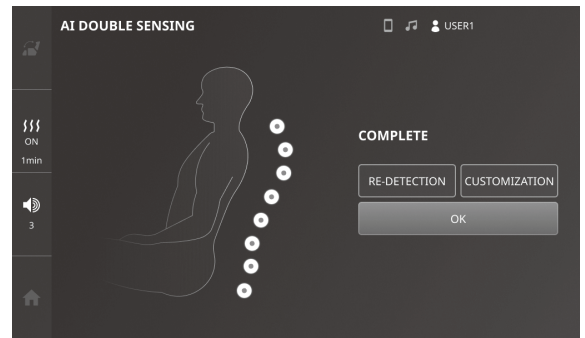 AI DOUBLE SENSING
USER1
ON
1min
3
COMPLETE
RE-DETECTION
CUSTOMIZATION
OK